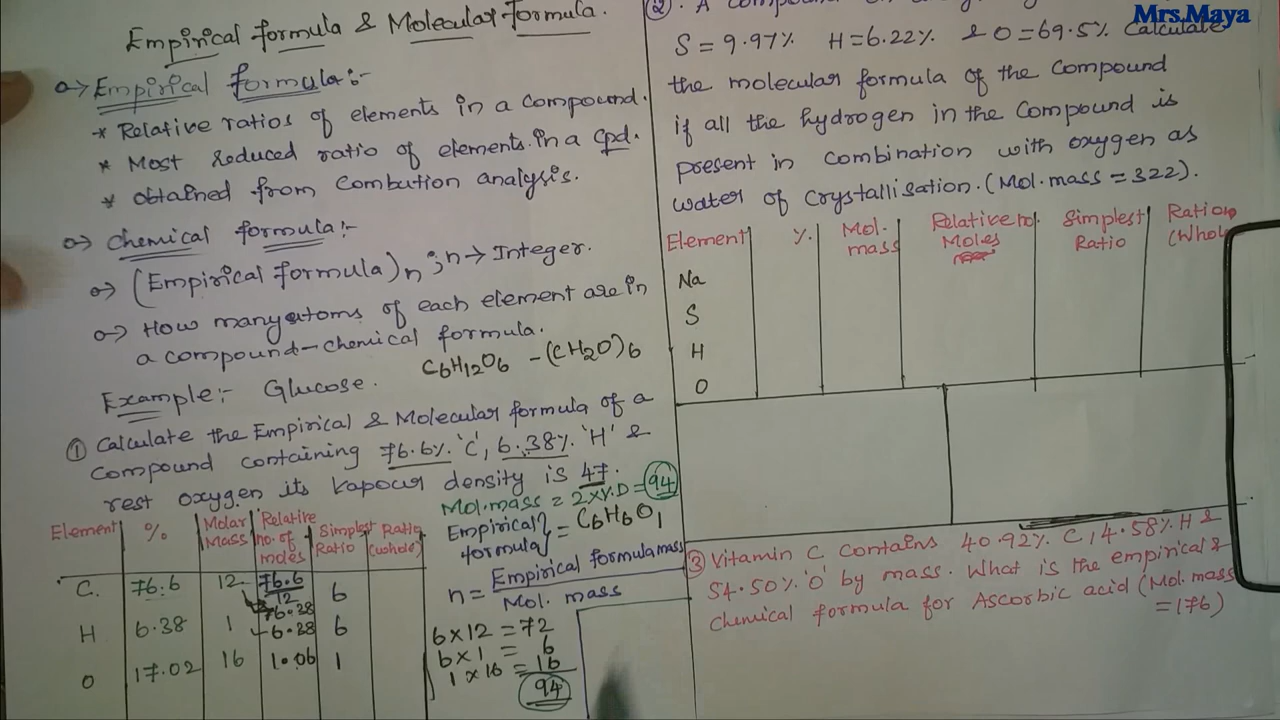 Empirical formula & Molecular formula.
Empirical formula:-
* Relative ratios of elements in a compound.
* Most reduced ratio of elements in a cpd.
* obtained from Combution analysis.
Chemical formula:-
(Empirical formula)n ; n → Integer.
How many atoms of each element are in
a compound - chemical formula.
Example:- Glucose. C6H12O6 - (CH2O)6
① Calculate the Empirical & Molecular formula of a
compound containing 76.6% 'C', 6.38% 'H' &
rest oxygen its vapour density is 47.
Mol. mass = 2×V.D = 94
Element % Molar Mass Relative no. of moles Simplest Ratio Ratio (whole)
C. 76.6 12 76.6/12 6
H 6.38 1 6.38 6
O 17.02 16 1.06 1
Empirical formula } = C6H6O1
n = Empirical formula mass
Mol. mass
6×12 = 72
6×1 = 6
1×16 = 16
94
Mrs.Maya
② . A compound on
S = 9.97% H = 6.22% & O = 69.5% Calculate
the molecular formula of the Compound
if all the hydrogen in the Compound is
present in combination with oxygen as
water of crystallisation. (Mol. mass = 322).
Element % Mol. mass Relative no. Moles Simplest Ratio Ratio (Whole
Na
S
H
O
③ Vitamin C contains 40.92% C, 4.58% H &
54.50% 'O' by mass. What is the empirical &
chemical formula for Ascorbic acid (Mol. mass
= 176)